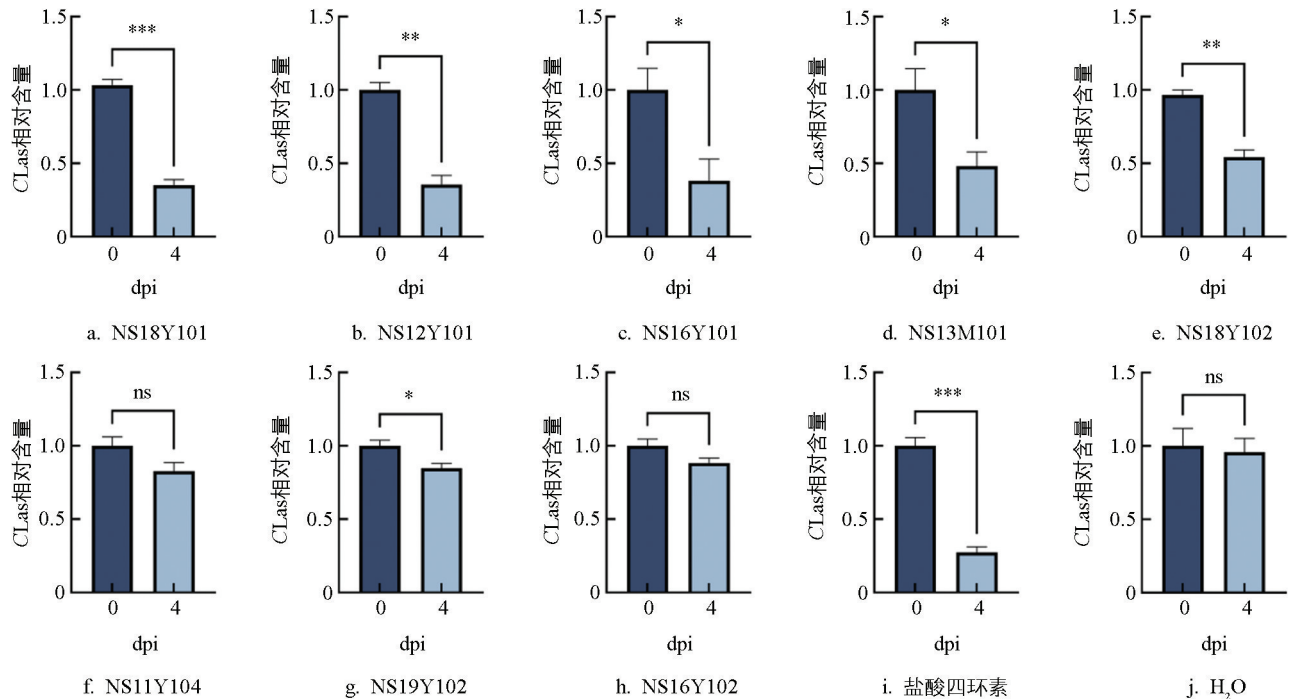 1.5
***
1.0
0.5
0
CLas相对含量
0 4
dpi
a. NS18Y101
1.5
**
1.0
0.5
0
CLas相对含量
0 4
dpi
b. NS12Y101
1.5
*
1.0
0.5
0
CLas相对含量
0 4
dpi
c. NS16Y101
1.5
*
1.0
0.5
0
CLas相对含量
0 4
dpi
d. NS13M101
1.5
**
1.0
0.5
0
CLas相对含量
0 4
dpi
e. NS18Y102
1.5
ns
1.0
0.5
0
CLas相对含量
0 4
dpi
f. NS11Y104
1.5
*
1.0
0.5
0
CLas相对含量
0 4
dpi
g. NS19Y102
1.5
ns
1.0
0.5
0
CLas相对含量
0 4
dpi
h. NS16Y102
1.5
***
1.0
0.5
0
CLas相对含量
0 4
dpi
i. 盐酸四环素
1.5
ns
1.0
0.5
0
CLas相对含量
0 4
dpi
j. H₂O